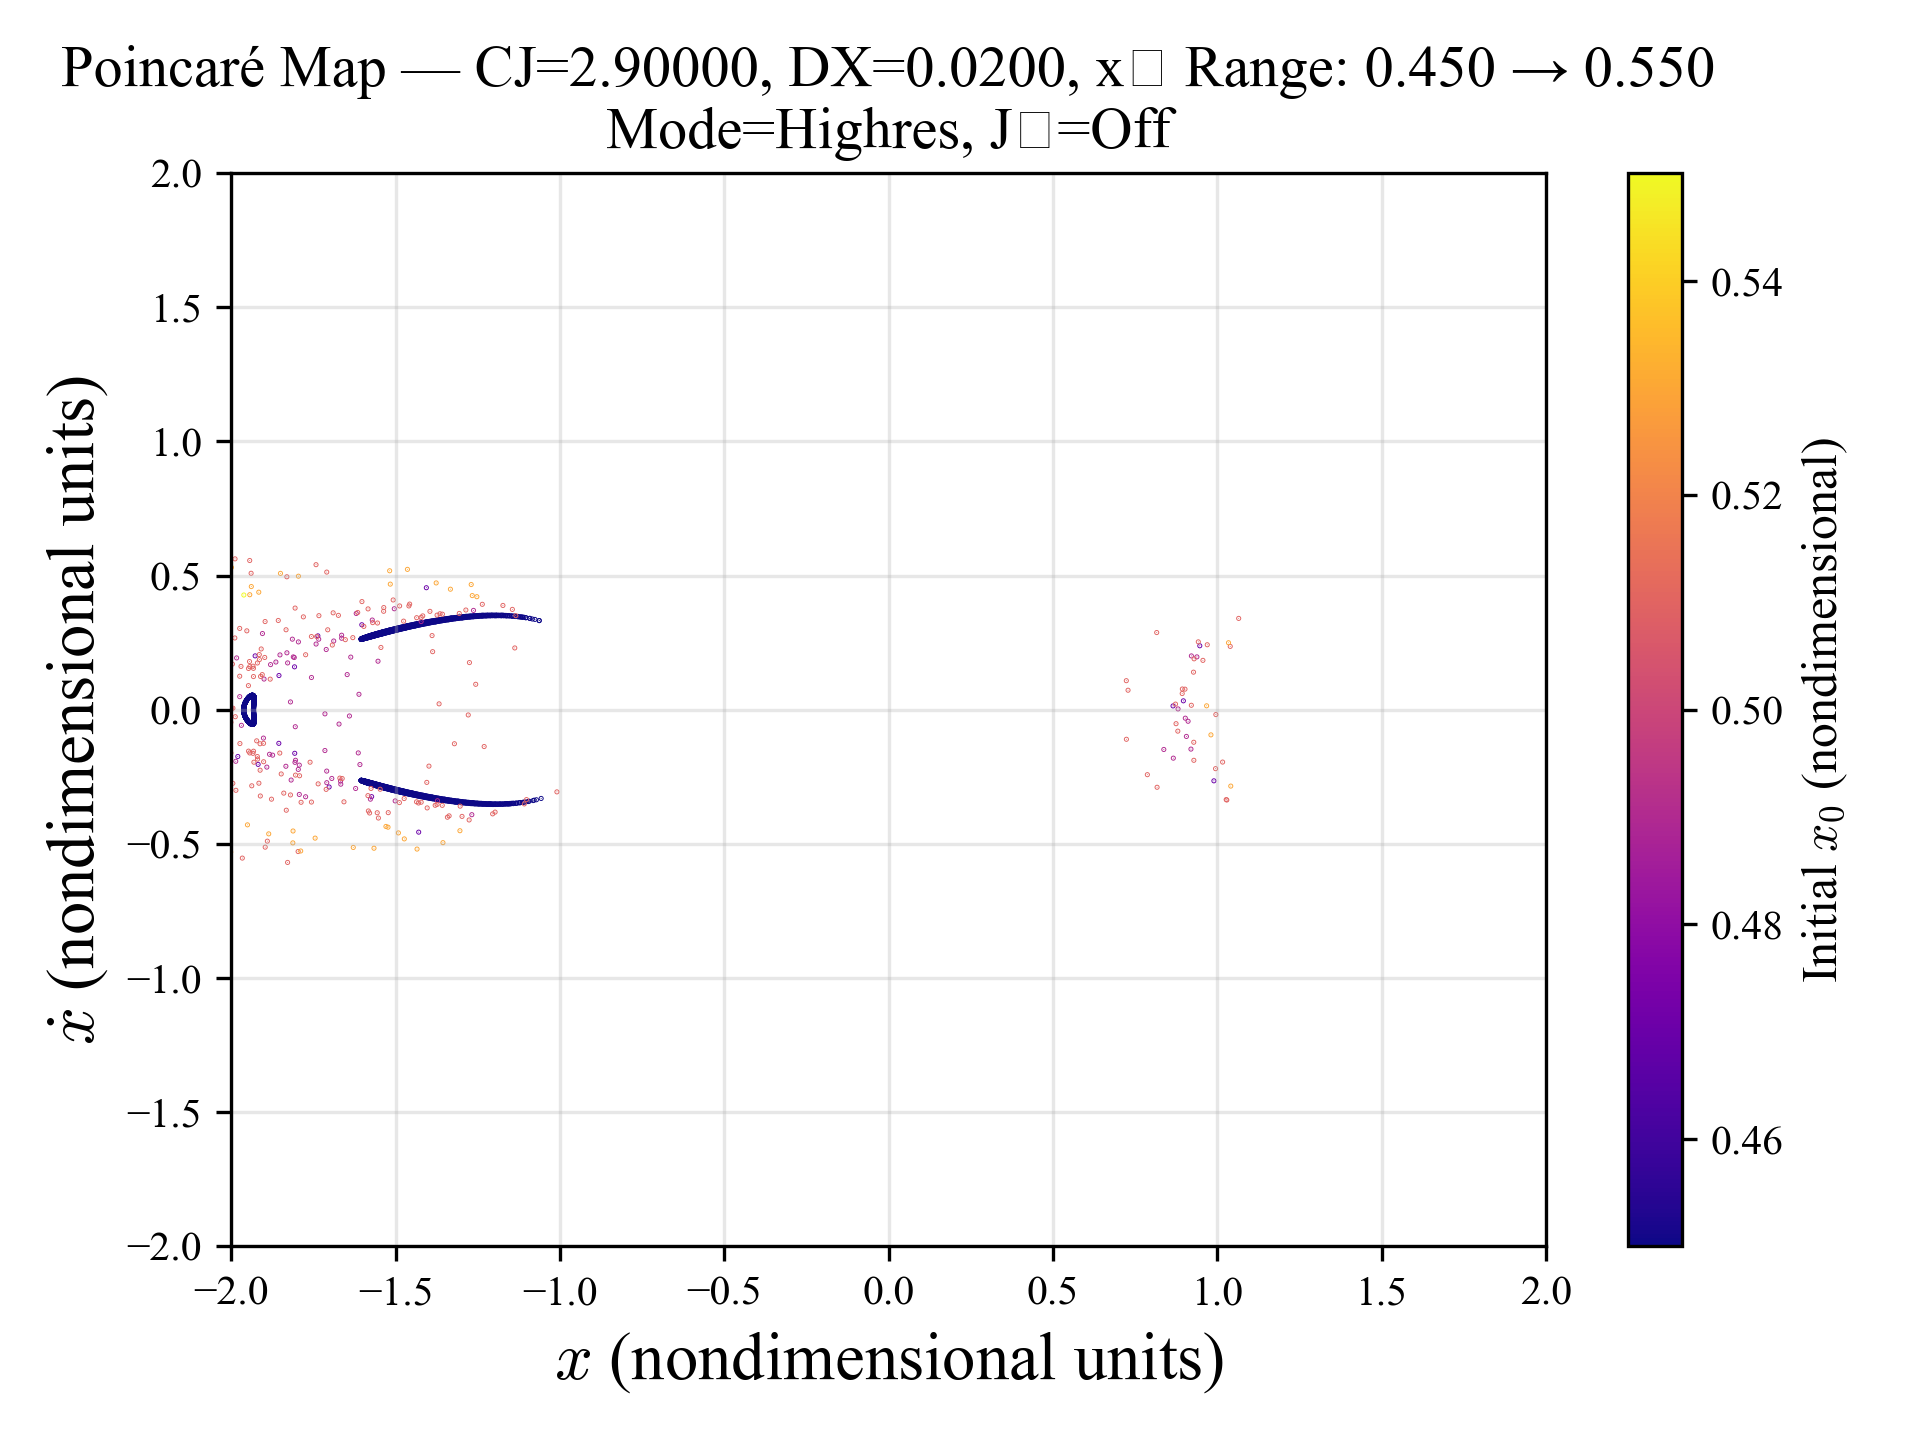 Poincaré Map — CJ=2.90000, DX=0.0200, x□ Range: 0.450 → 0.550
Mode=Highres, J□=Off
2.0
1.5
1.0
0.5
0.0
−0.5
−1.0
−1.5
−2.0
ẋ (nondimensional units)
−2.0 −1.5 −1.0 −0.5 0.0 0.5 1.0 1.5 2.0
x (nondimensional units)
0.54
0.52
0.50
0.48
0.46
Initial x₀ (nondimensional)